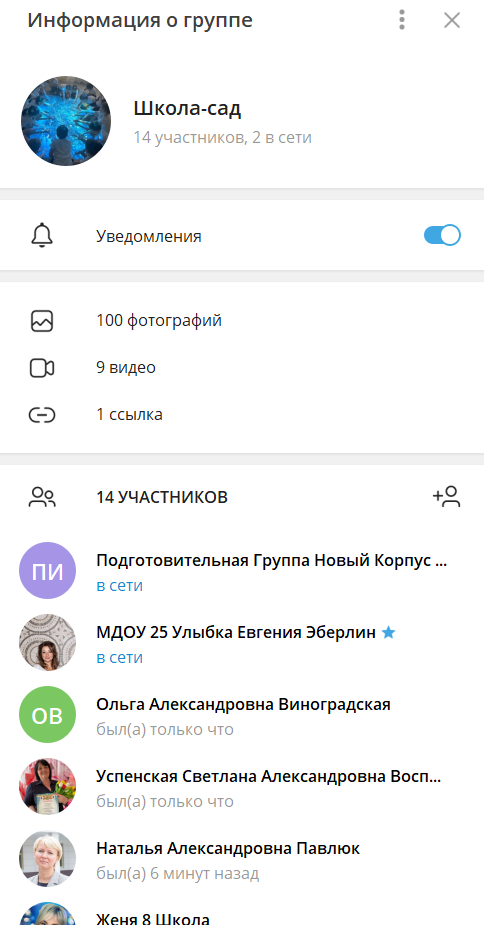 Информация о группе
Школа-сад
14 участников, 2 в сети
Уведомления
100 фотографий
9 видео
1 ссылка
14 УЧАСТНИКОВ
ПИ
Подготовительная Группа Новый Корпус ...
в сети
МДОУ 25 Улыбка Евгения Эберлин
в сети
ОВ
Ольга Александровна Виноградская
был(а) только что
Успенская Светлана Александровна Восп...
был(а) только что
Наталья Александровна Павлюк
был(а) 6 минут назад
Женя 8 Школа